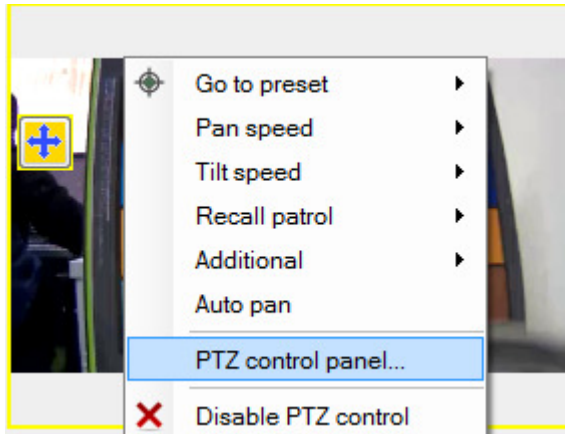 Go to preset
Pan speed
Tilt speed
Recall patrol
Additional
Auto pan
PTZ control panel...
Disable PTZ control